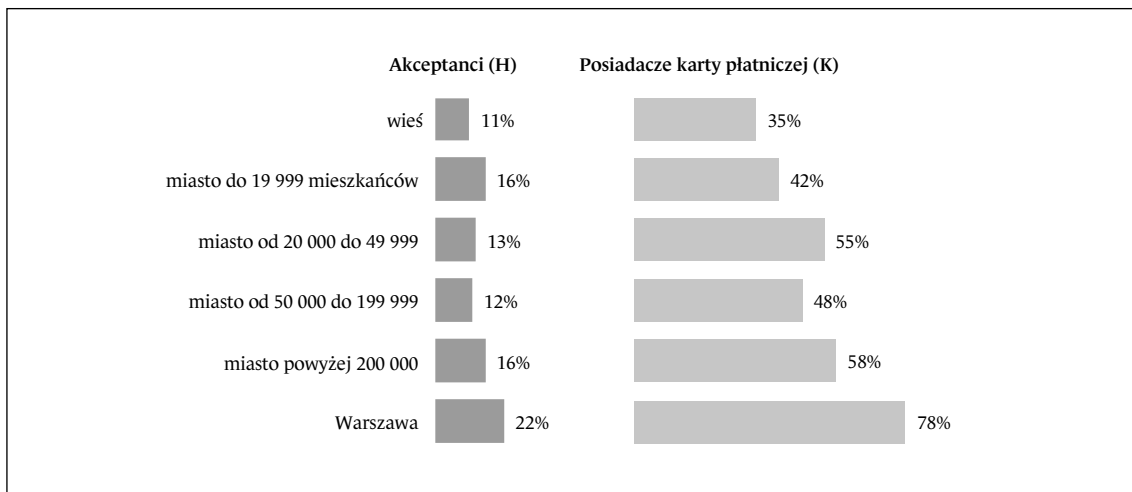 Akceptanci (H) Posiadacze karty płatniczej (K)
wieś 11% 35%
miasto do 19 999 mieszkańców 16% 42%
miasto od 20 000 do 49 999 13% 55%
miasto od 50 000 do 199 999 12% 48%
miasto powyżej 200 000 16% 58%
Warszawa 22% 78%